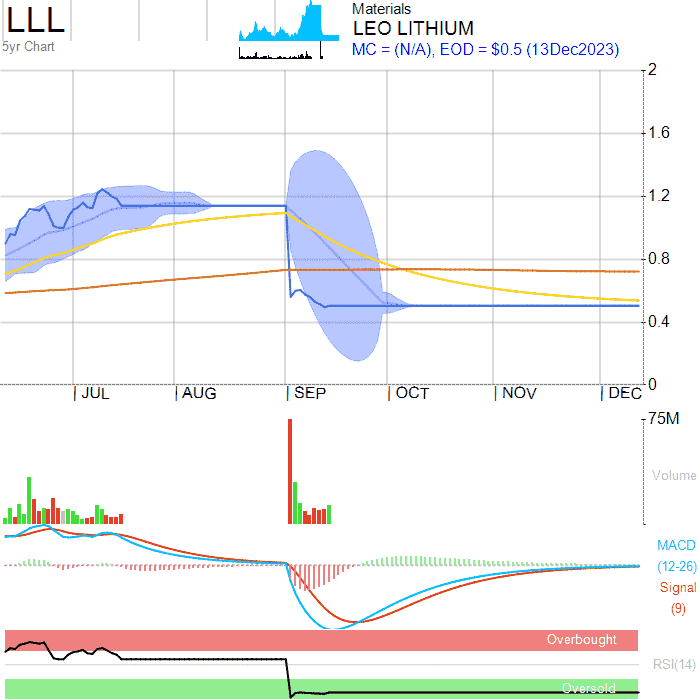 LLL
5yr Chart
Materials
LEO LITHIUM
MC = (N/A), EOD = $0.5 (13Dec2023)
2
1.6
1.2
0.8
0.4
0
| JUL | AUG | SEP | OCT | NOV | DEC
75M
Volume
MACD
(12-26)
Signal
(9)
Overbought
RSI(14)
Oversold